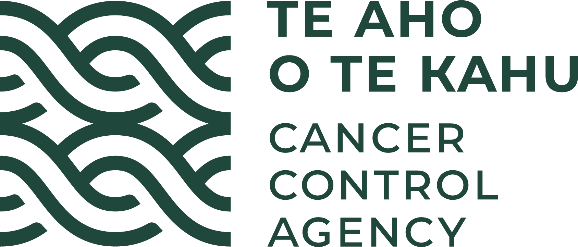 TE AHO
O TE KAHU
CANCER
CONTROL
AGENCY